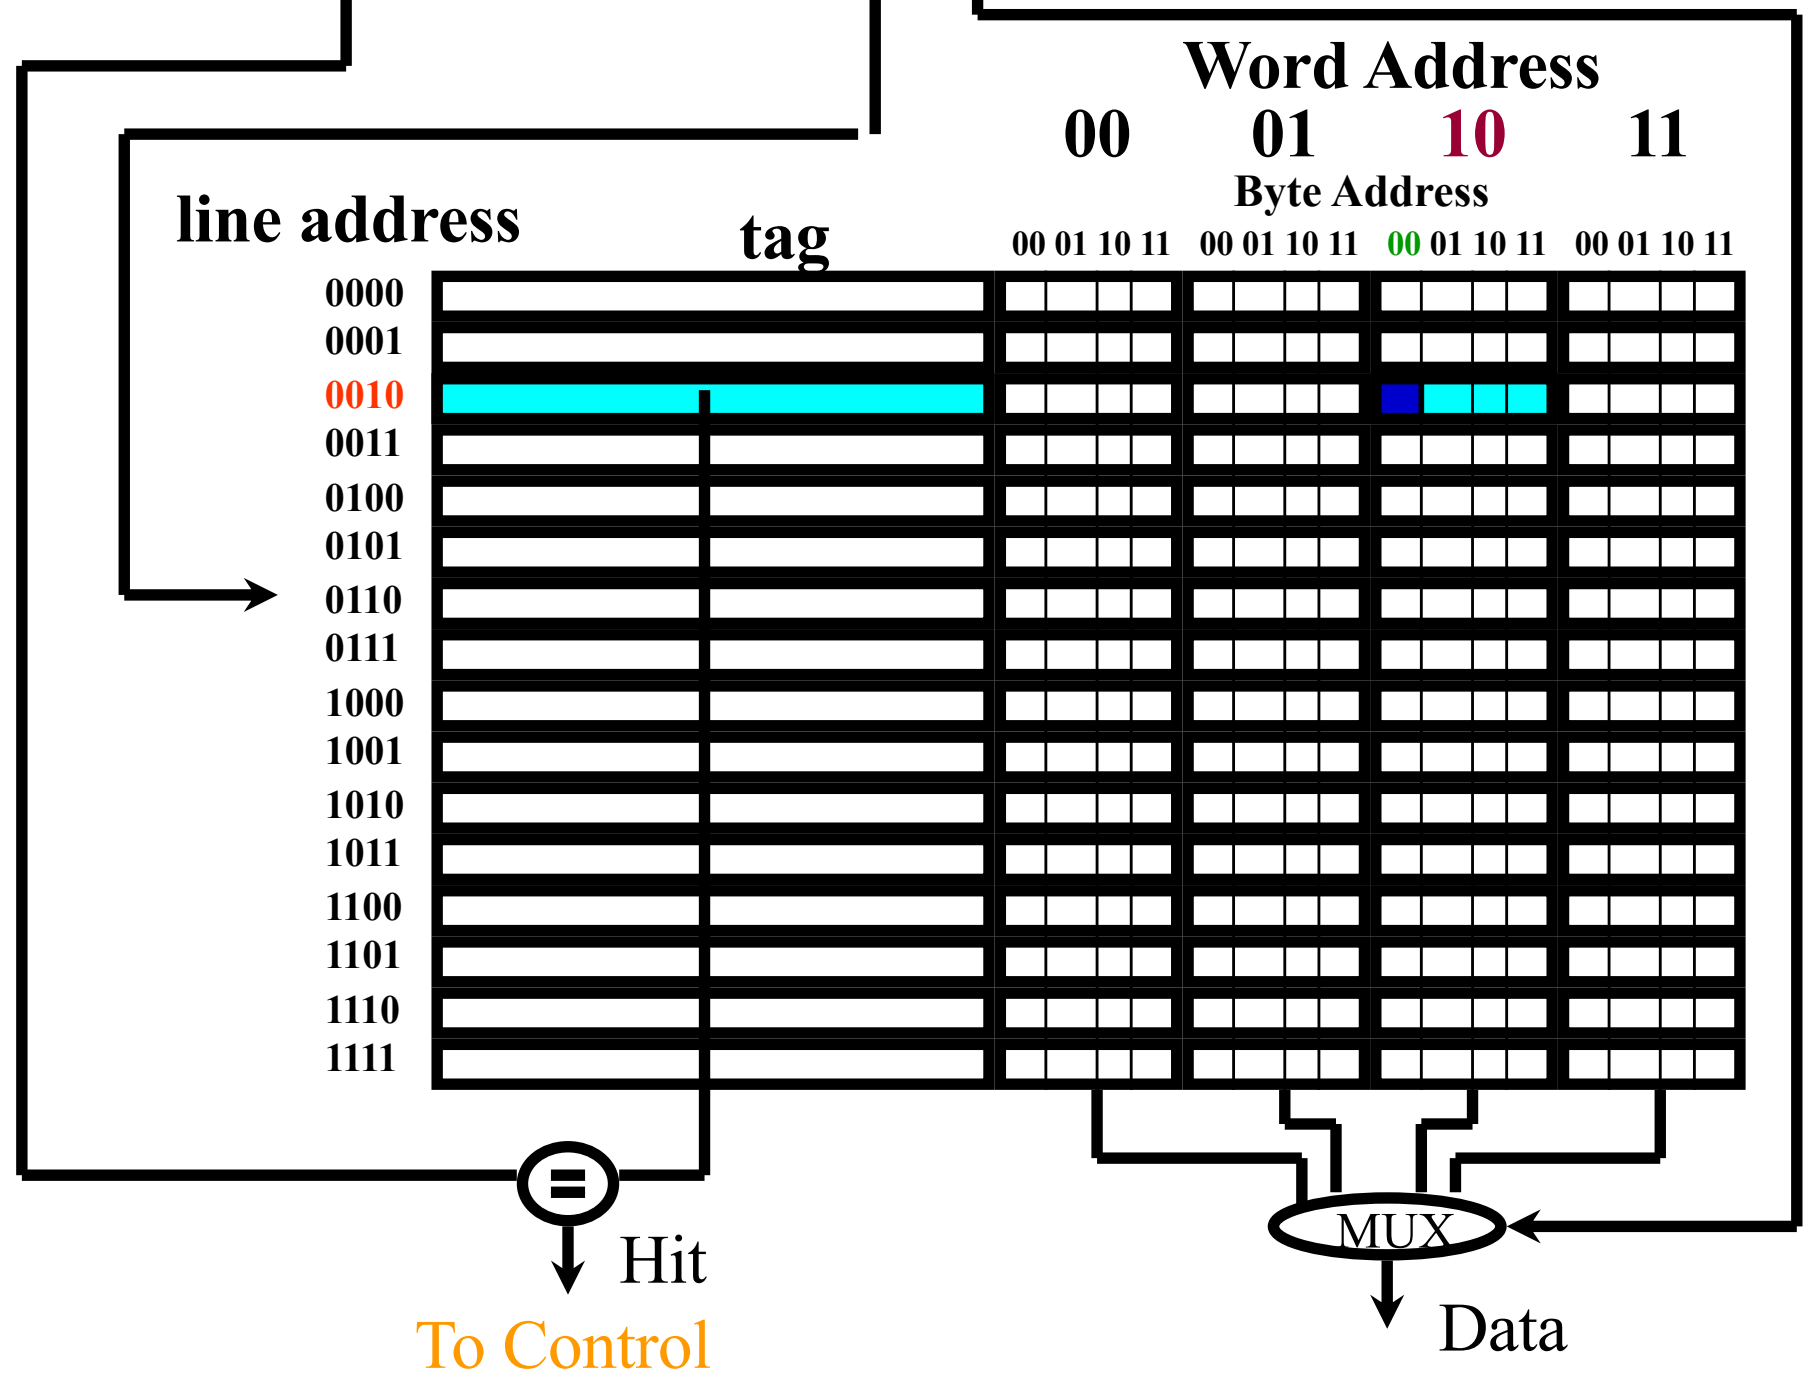 Word Address
00 01 10 11
Byte Address
line address
tag
00 01 10 11 00 01 10 11 00 01 10 11 00 01 10 11
0000
0001
0010
0011
0100
0101
0110
0111
1000
1001
1010
1011
1100
1101
1110
1111
=
MUX
Hit
Data
To Control